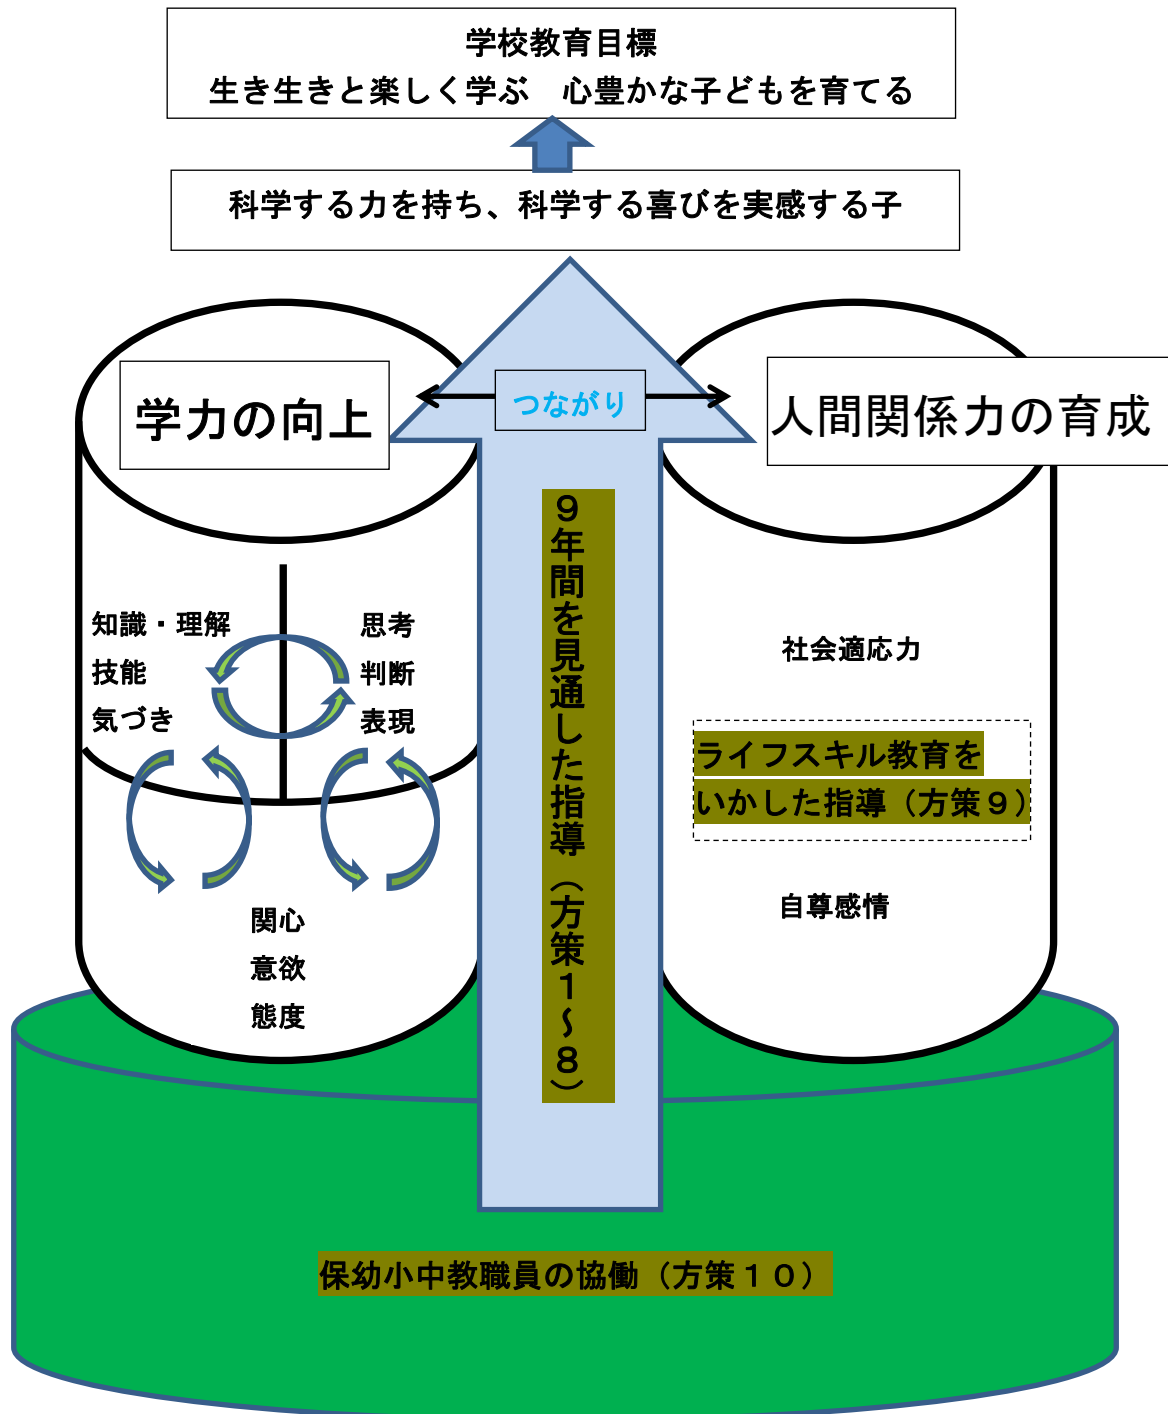 学校教育目標
生き生きと楽しく学ぶ　心豊かな子どもを育てる
科学する力を持ち、科学する喜びを実感する子
学力の向上
つながり
人間関係力の育成
９年間を見通した指導（方策１～８）
知識・理解
技能
気づき
思考
判断
表現
関心
意欲
態度
社会適応力
ライフスキル教育を
いかした指導（方策９）
自尊感情
保幼小中教職員の協働（方策１０）